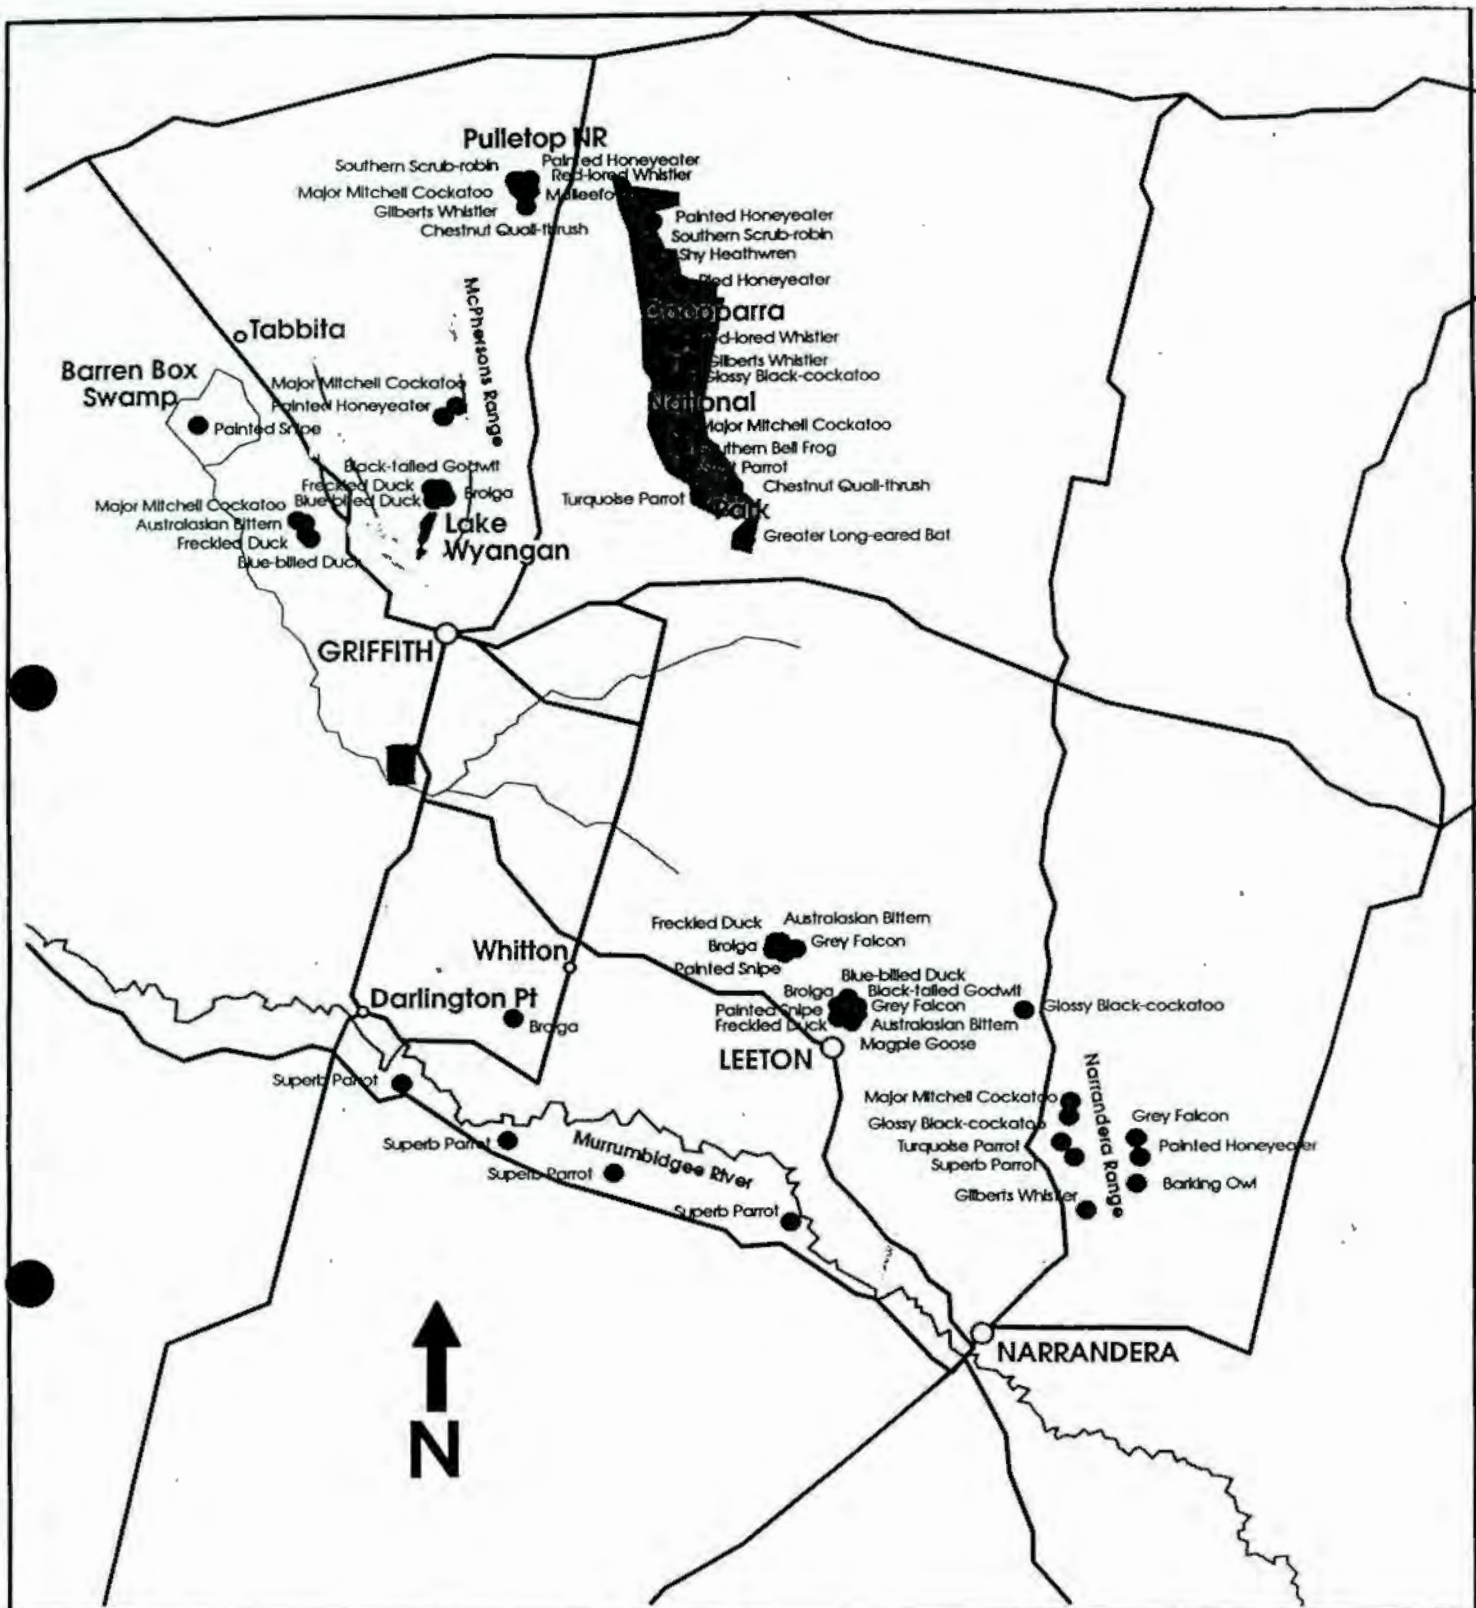 Pulletop NR
Southern Scrub-robin
Painted Honeyeater
Red-lored Whistler
Major Mitchell Cockatoo
Gilberts Whistler
Chestnut Quail-thrush
Painted Honeyeater
Southern Scrub-robin
Shy Heathwren
Pied Honeyeater
Cocoparra
Whistler
Gilberts Whistler
Glossy Black-cockatoo
National
Major Mitchell Cockatoo
Southern Bell Frog
Parrot
Chestnut Quail-thrush
Turquoise Parrot
Park
Greater Long-eared Bat
McPhersons Range
Tabbita
Barren Box
Swamp
Painted Snipe
Major Mitchell Cockatoo
Painted Honeyeater
Black-tailed Godwit
Freckled Duck
Blue-billed Duck
Brolga
Major Mitchell Cockatoo
Australasian Bittern
Freckled Duck
Blue-billed Duck
Lake
Wyangan
GRIFFITH
Whitton
Darlington Pt
Brolga
Freckled Duck
Australasian Bittern
Brolga
Grey Falcon
Painted Snipe
Blue-billed Duck
Brolga
Black-tailed Godwit
Painted Snipe
Grey Falcon
Freckled Duck
Australasian Bittern
Magpie Goose
LEETON
Glossy Black-cockatoo
Superb Parrot
Superb Parrot
Superb Parrot
Superb Parrot
Murrumbidgee River
Major Mitchell Cockatoo
Glossy Black-cockatoo
Turquoise Parrot
Superb Parrot
Gilberts Whistler
Narrandera Range
Grey Falcon
Painted Honeyeater
Barking Owl
NARRANDERA
N